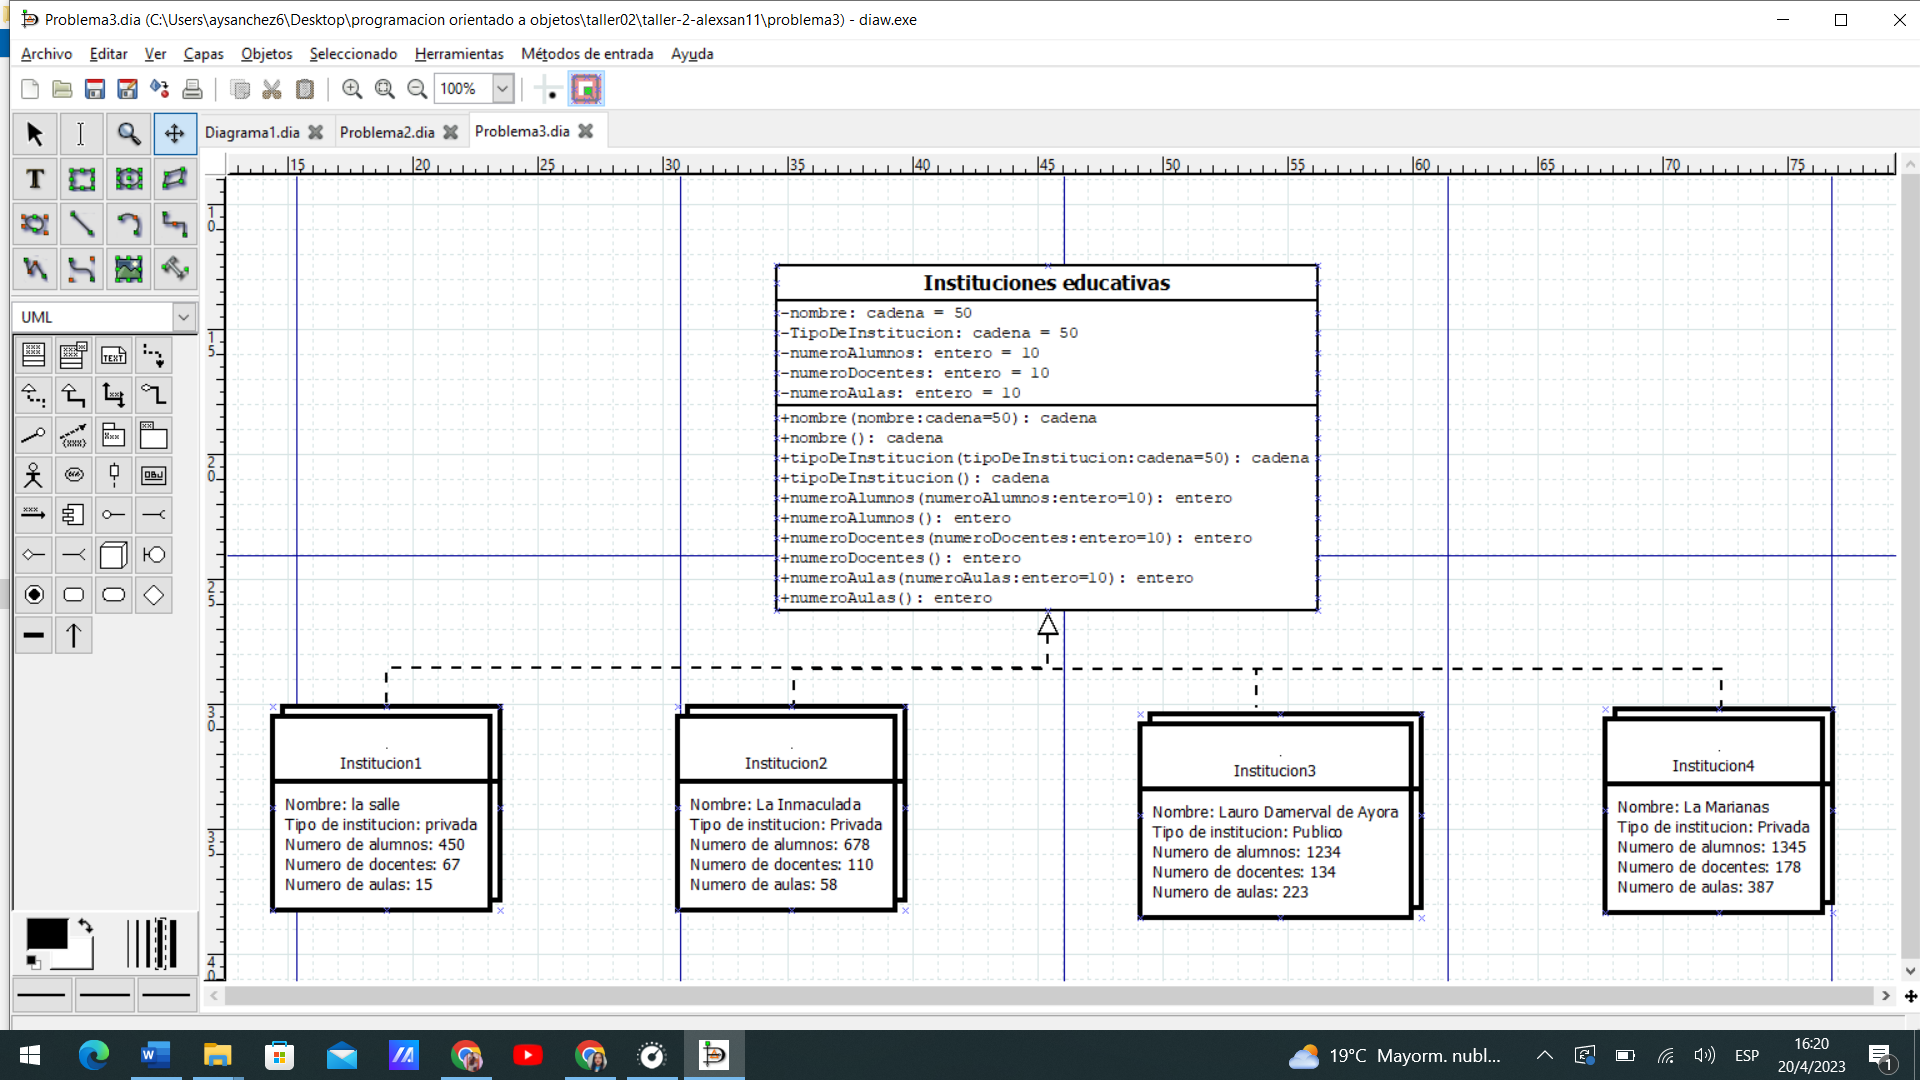 Problema3.dia (C:\Users\aysanchez6\Desktop\programacion orientado a objetos\taller02\taller-2-alexsan11\problema3) - diaw.exe
Archivo Editar Ver Capas Objetos Seleccionado Herramientas Métodos de entrada Ayuda
100%
Diagrama1.dia Problema2.dia Problema3.dia
15 20 25 30 35 40 45 50 55 60 65 70 75
10
15
20
25
30
35
40
UML
Instituciones educativas
-nombre: cadena = 50
-TipoDeInstitucion: cadena = 50
-numeroAlumnos: entero = 10
-numeroDocentes: entero = 10
-numeroAulas: entero = 10
+nombre(nombre:cadena=50): cadena
+nombre(): cadena
+tipoDeInstitucion(tipoDeInstitucion:cadena=50): cadena
+tipoDeInstitucion(): cadena
+numeroAlumnos(numeroAlumnos:entero=10): entero
+numeroAlumnos(): entero
+numeroDocentes(numeroDocentes:entero=10): entero
+numeroDocentes(): entero
+numeroAulas(numeroAulas:entero=10): entero
+numeroAulas(): entero
Institucion1
Nombre: la salle
Tipo de institucion: privada
Numero de alumnos: 450
Numero de docentes: 67
Numero de aulas: 15
Institucion2
Nombre: La Inmaculada
Tipo de institucion: Privada
Numero de alumnos: 678
Numero de docentes: 110
Numero de aulas: 58
Institucion3
Nombre: Lauro Damerval de Ayora
Tipo de institucion: Publico
Numero de alumnos: 1234
Numero de docentes: 134
Numero de aulas: 223
Institucion4
Nombre: La Marianas
Tipo de institucion: Privada
Numero de alumnos: 1345
Numero de docentes: 178
Numero de aulas: 387
19°C Mayorm. nubl...
ESP
16:20
20/4/2023
1